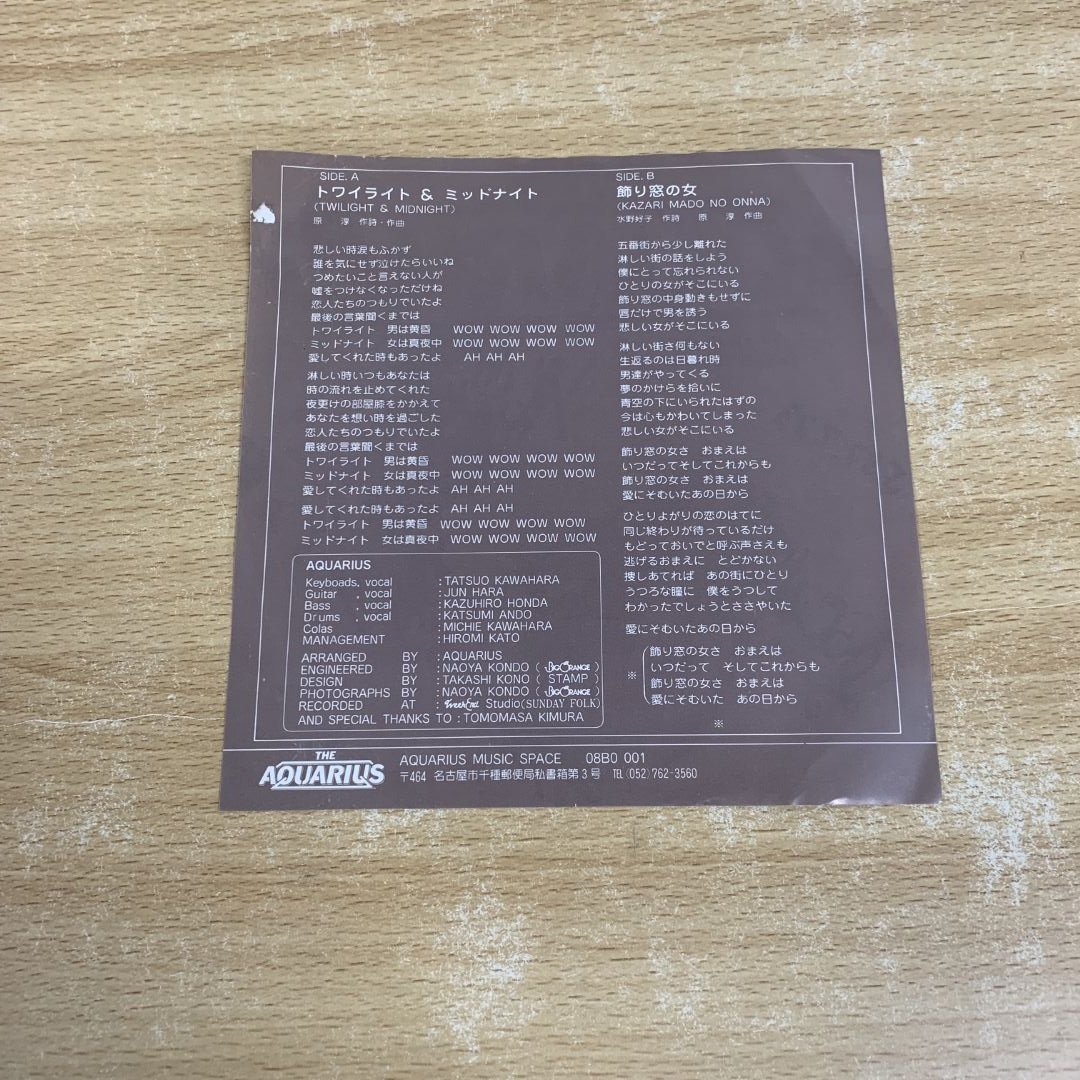 SIDE. A
トワイライト & ミッドナイト
(TWILIGHT & MIDNIGHT)
原 淳 作詩・作曲
悲しい時涙もふかず
誰を気にせず泣けたらいいね
つめたいこと言えない人が
嘘をつけなくなっただけね
恋人たちのつもりでいたよ
最後の言葉聞くまでは
トワイライト 男は黄昏 WOW WOW WOW WOW
ミッドナイト 女は真夜中 WOW WOW WOW WOW
愛してくれた時もあったよ AH AH AH
淋しい時いつもあなたは
時の流れを止めてくれた
夜更けの部屋膝をかかえて
あなたを想い時を過ごした
恋人たちのつもりでいたよ
最後の言葉聞くまでは
トワイライト 男は黄昏 WOW WOW WOW WOW
ミッドナイト 女は真夜中 WOW WOW WOW WOW
愛してくれた時もあったよ AH AH AH
愛してくれた時もあったよ AH AH AH
トワイライト 男は黄昏 WOW WOW WOW WOW
ミッドナイト 女は真夜中 WOW WOW WOW WOW
AQUARIUS
Keyboads, vocal : TATSUO KAWAHARA
Guitar , vocal : JUN HARA
Bass , vocal : KAZUHIRO HONDA
Drums , vocal : KATSUMI ANDO
Colas : MICHIE KAWAHARA
MANAGEMENT : HIROMI KATO
ARRANGED BY : AQUARIUS
ENGINEERED BY : NAOYA KONDO ( BIG ORANGE )
DESIGN BY : TAKASHI KONO ( STAMP )
PHOTOGRAPHS BY : NAOYA KONDO ( BIG ORANGE )
RECORDED AT : Studio (SUNDAY FOLK)
AND SPECIAL THANKS TO : TOMOMASA KIMURA
SIDE. B
飾り窓の女
(KAZARI MADO NO ONNA)
水野好子 作詩 原 淳 作曲
五番街から少し離れた
淋しい街の話をしよう
僕にとって忘れられない
ひとりの女がそこにいる
飾り窓の中身動きもせずに
唇だけで男を誘う
悲しい女がそこにいる
淋しい街さ何もない
生返るのは日暮れ時
男達がやってくる
夢のかけらを拾いに
青空の下にいられたはずの
今は心もかわいてしまった
悲しい女がそこにいる
飾り窓の女さ おまえは
いつだってそしてこれからも
飾り窓の女さ おまえは
愛にそむいたあの日から
ひとりよがりの恋のはてに
同じ終わりが待っているだけ
もどっておいでと呼ぶ声さえも
逃げるおまえに とどかない
捜しあてれば あの街にひとり
うつろな瞳に 僕をうつして
わかったでしょうとささやいた
愛にそむいたあの日から
飾り窓の女さ おまえは
いつだって そしてこれからも
※ 飾り窓の女さ おまえは
愛にそむいた あの日から
※
THE AQUARIUS
AQUARIUS MUSIC SPACE 08B0 001
〒464 名古屋市千種郵便局私書箱第3号 TEL (052) 762-3560